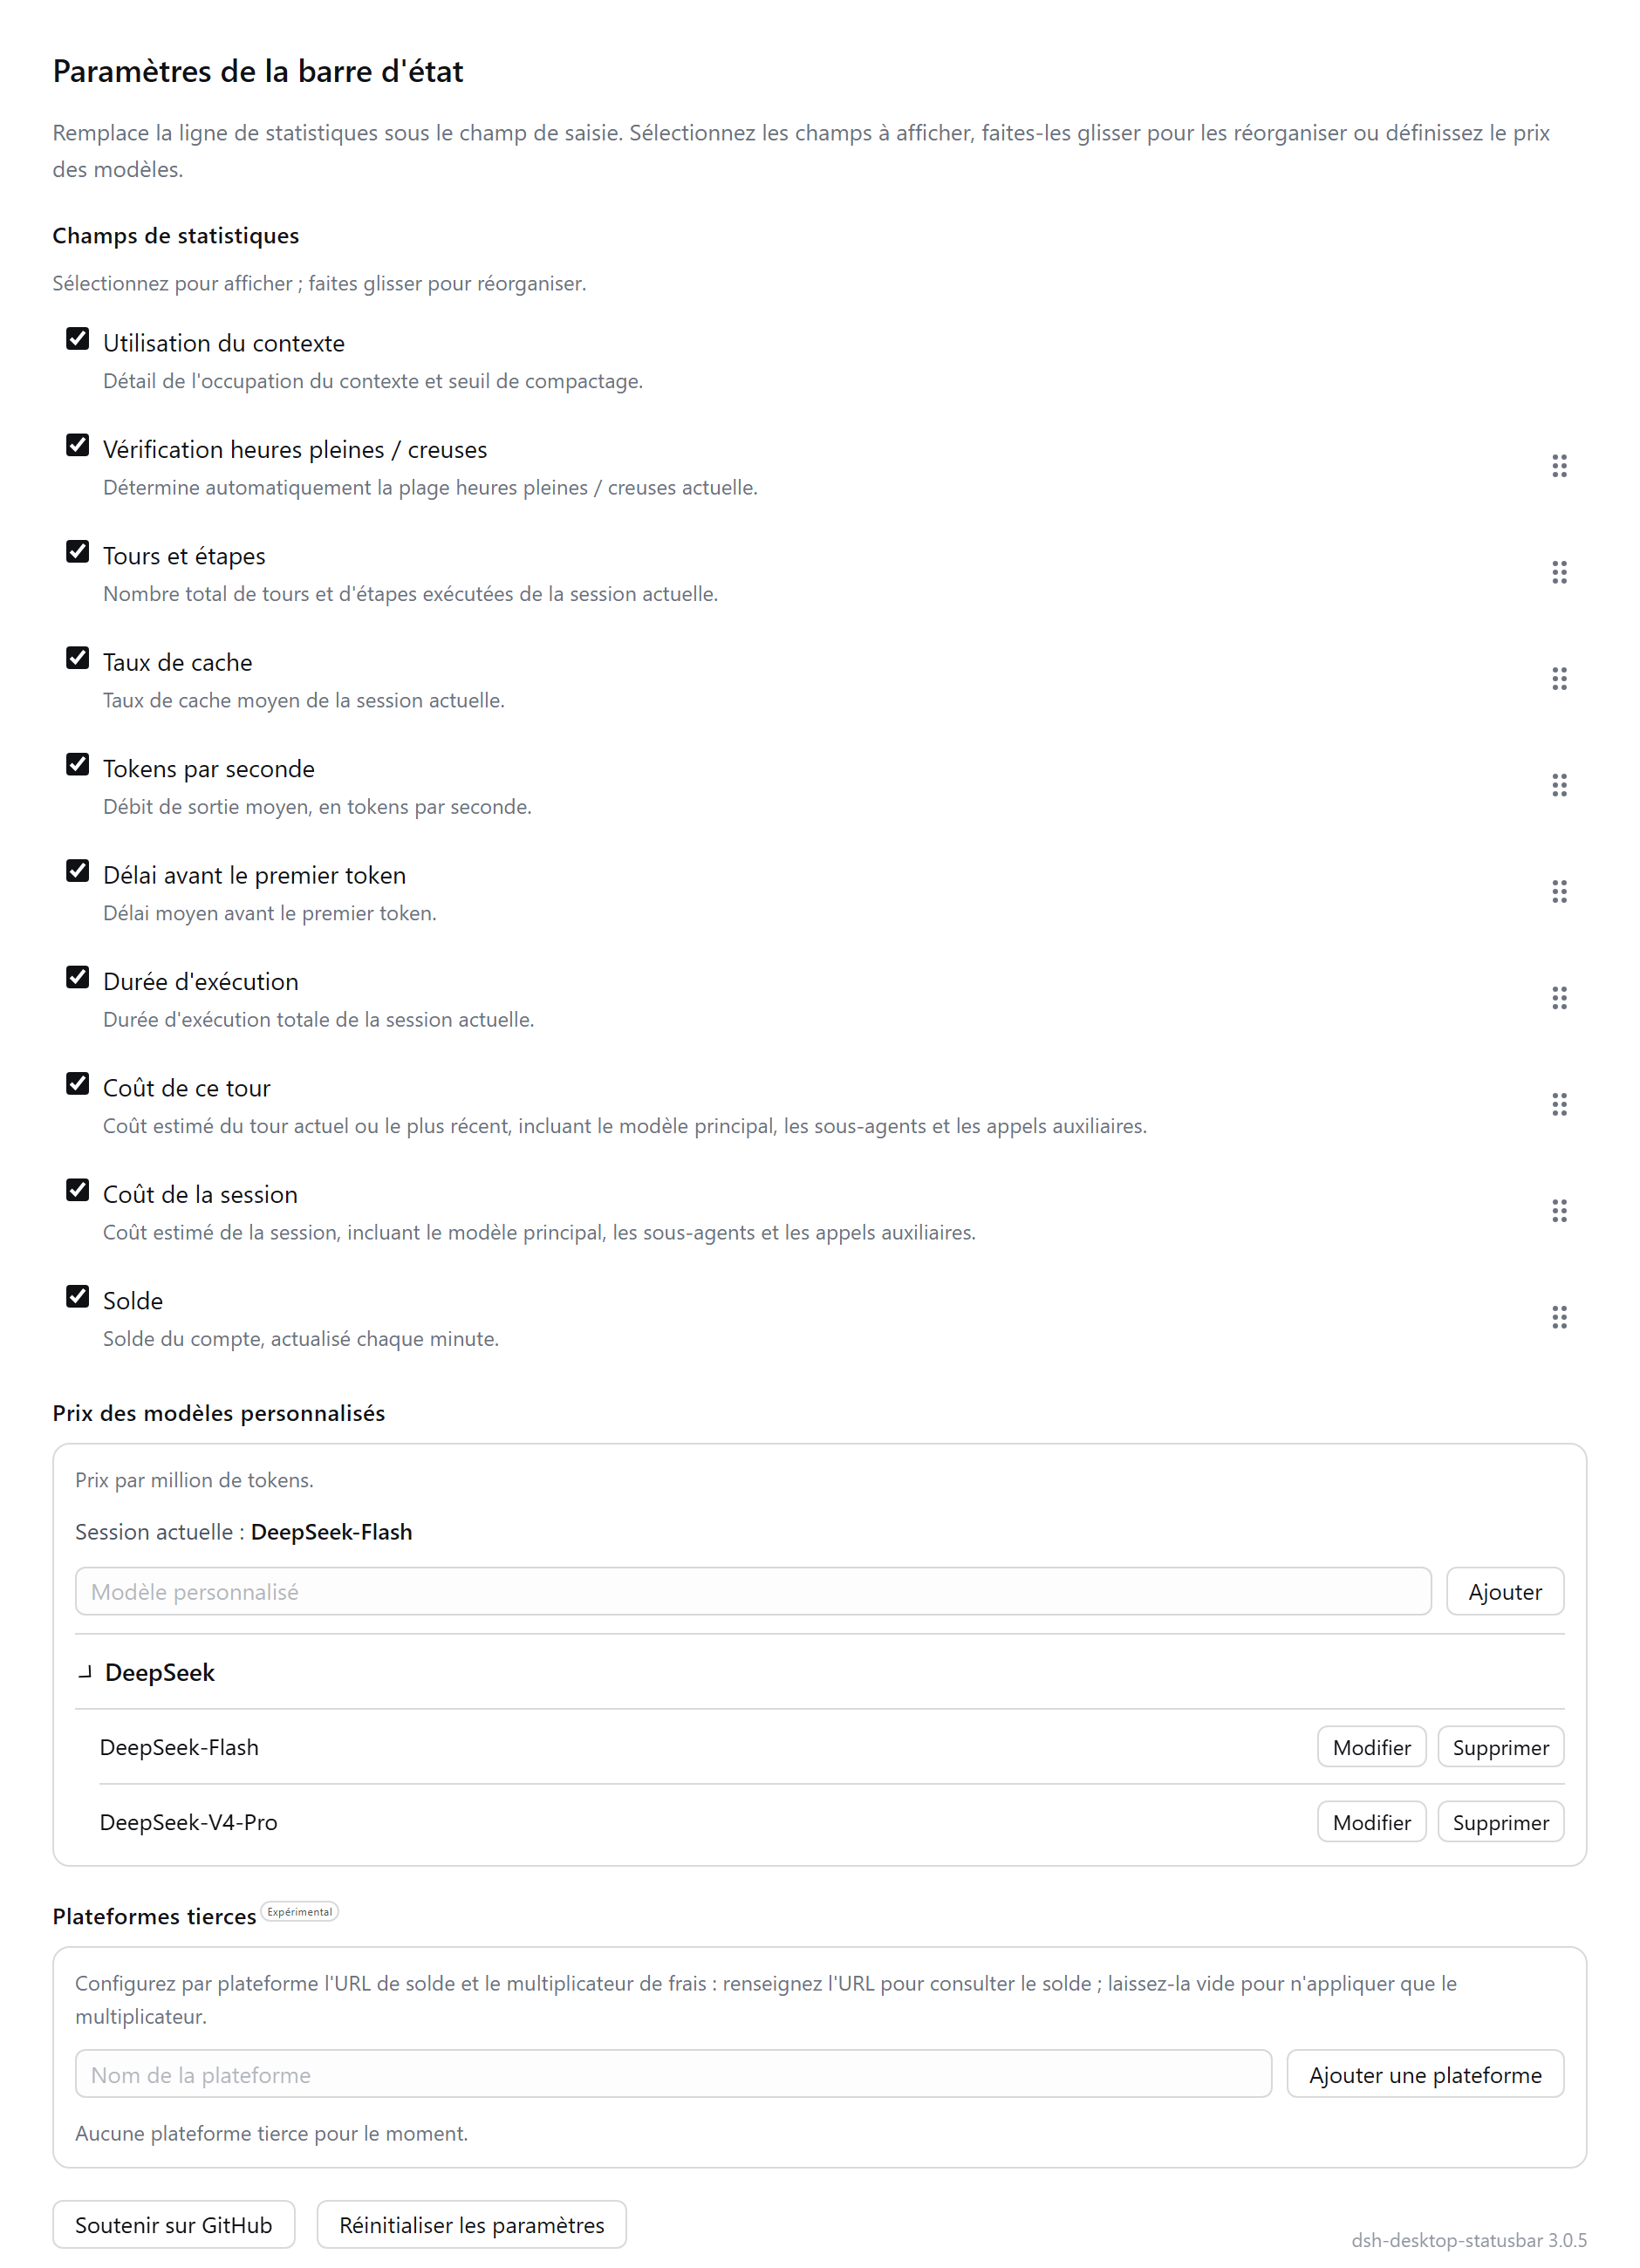 Paramètres de la barre d'état
Remplace la ligne de statistiques sous le champ de saisie. Sélectionnez les champs à afficher, faites-les glisser pour les réorganiser ou définissez le prix
des modèles.
Champs de statistiques
Sélectionnez pour afficher ; faites glisser pour réorganiser.
Utilisation du contexte
Détail de l'occupation du contexte et seuil de compactage.
Vérification heures pleines / creuses
Détermine automatiquement la plage heures pleines / creuses actuelle.
Tours et étapes
Nombre total de tours et d'étapes exécutées de la session actuelle.
Taux de cache
Taux de cache moyen de la session actuelle.
Tokens par seconde
Débit de sortie moyen, en tokens par seconde.
Délai avant le premier token
Délai moyen avant le premier token.
Durée d'exécution
Durée d'exécution totale de la session actuelle.
Coût de ce tour
Coût estimé du tour actuel ou le plus récent, incluant le modèle principal, les sous-agents et les appels auxiliaires.
Coût de la session
Coût estimé de la session, incluant le modèle principal, les sous-agents et les appels auxiliaires.
Solde
Solde du compte, actualisé chaque minute.
Prix des modèles personnalisés
Prix par million de tokens.
Session actuelle : DeepSeek-Flash
Modèle personnalisé
Ajouter
DeepSeek
DeepSeek-Flash
Modifier
Supprimer
DeepSeek-V4-Pro
Modifier
Supprimer
Plateformes tierces
Expérimental
Configurez par plateforme l'URL de solde et le multiplicateur de frais : renseignez l'URL pour consulter le solde ; laissez-la vide pour n'appliquer que le
multiplicateur.
Nom de la plateforme
Ajouter une plateforme
Aucune plateforme tierce pour le moment.
Soutenir sur GitHub
Réinitialiser les paramètres
dsh-desktop-statusbar 3.0.5